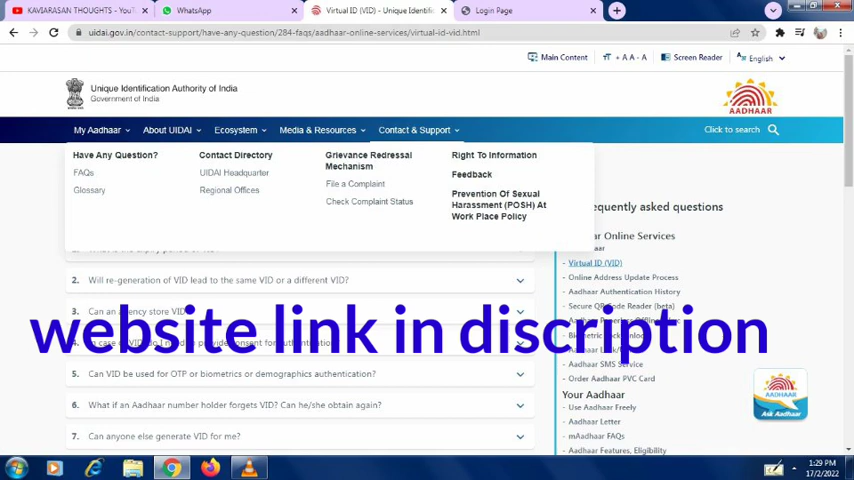 KAVIARASAN THOUGHTS - YouT
WhatsApp
Virtual ID (VID) - Unique Identific
Login Page
uidai.gov.in/contact-support/have-any-question/284-faqs/aadhaar-online-services/virtual-id-vid.html
Main Content
TT + A A - A
Screen Reader
English
Unique Identification Authority of India
Government of India
AADHAAR
My Aadhaar
About UIDAI
Ecosystem
Media & Resources
Contact & Support
Click to search
Have Any Question?
FAQs
Glossary
Contact Directory
UIDAI Headquarter
Regional Offices
Grievance Redressal
Mechanism
File a Complaint
Check Complaint Status
Right To Information
Feedback
Prevention Of Sexual
Harassment (POSH) At
Work Place Policy
2. Will re-generation of VID lead to the same VID or a different VID?
3. Can an agency store VID
website link in discription
5. Can VID be used for OTP or biometrics or demographics authentication?
6. What if an Aadhaar number holder forgets VID? Can he/she obtain again?
7. Can anyone else generate VID for me?
equently asked questions
ar Online Services
aar
- Virtual ID (VID)
- Online Address Update Process
- Aadhaar Authentication History
- Secure QR Code Reader (beta)
- Aadhaar SMS Service
- Order Aadhaar PVC Card
Your Aadhaar
- Use Aadhaar Freely
- Aadhaar Letter
- mAadhaar FAQs
- Aadhaar Features, Eligibility
Ask Aadhaar
1:29 PM
17/2/2022